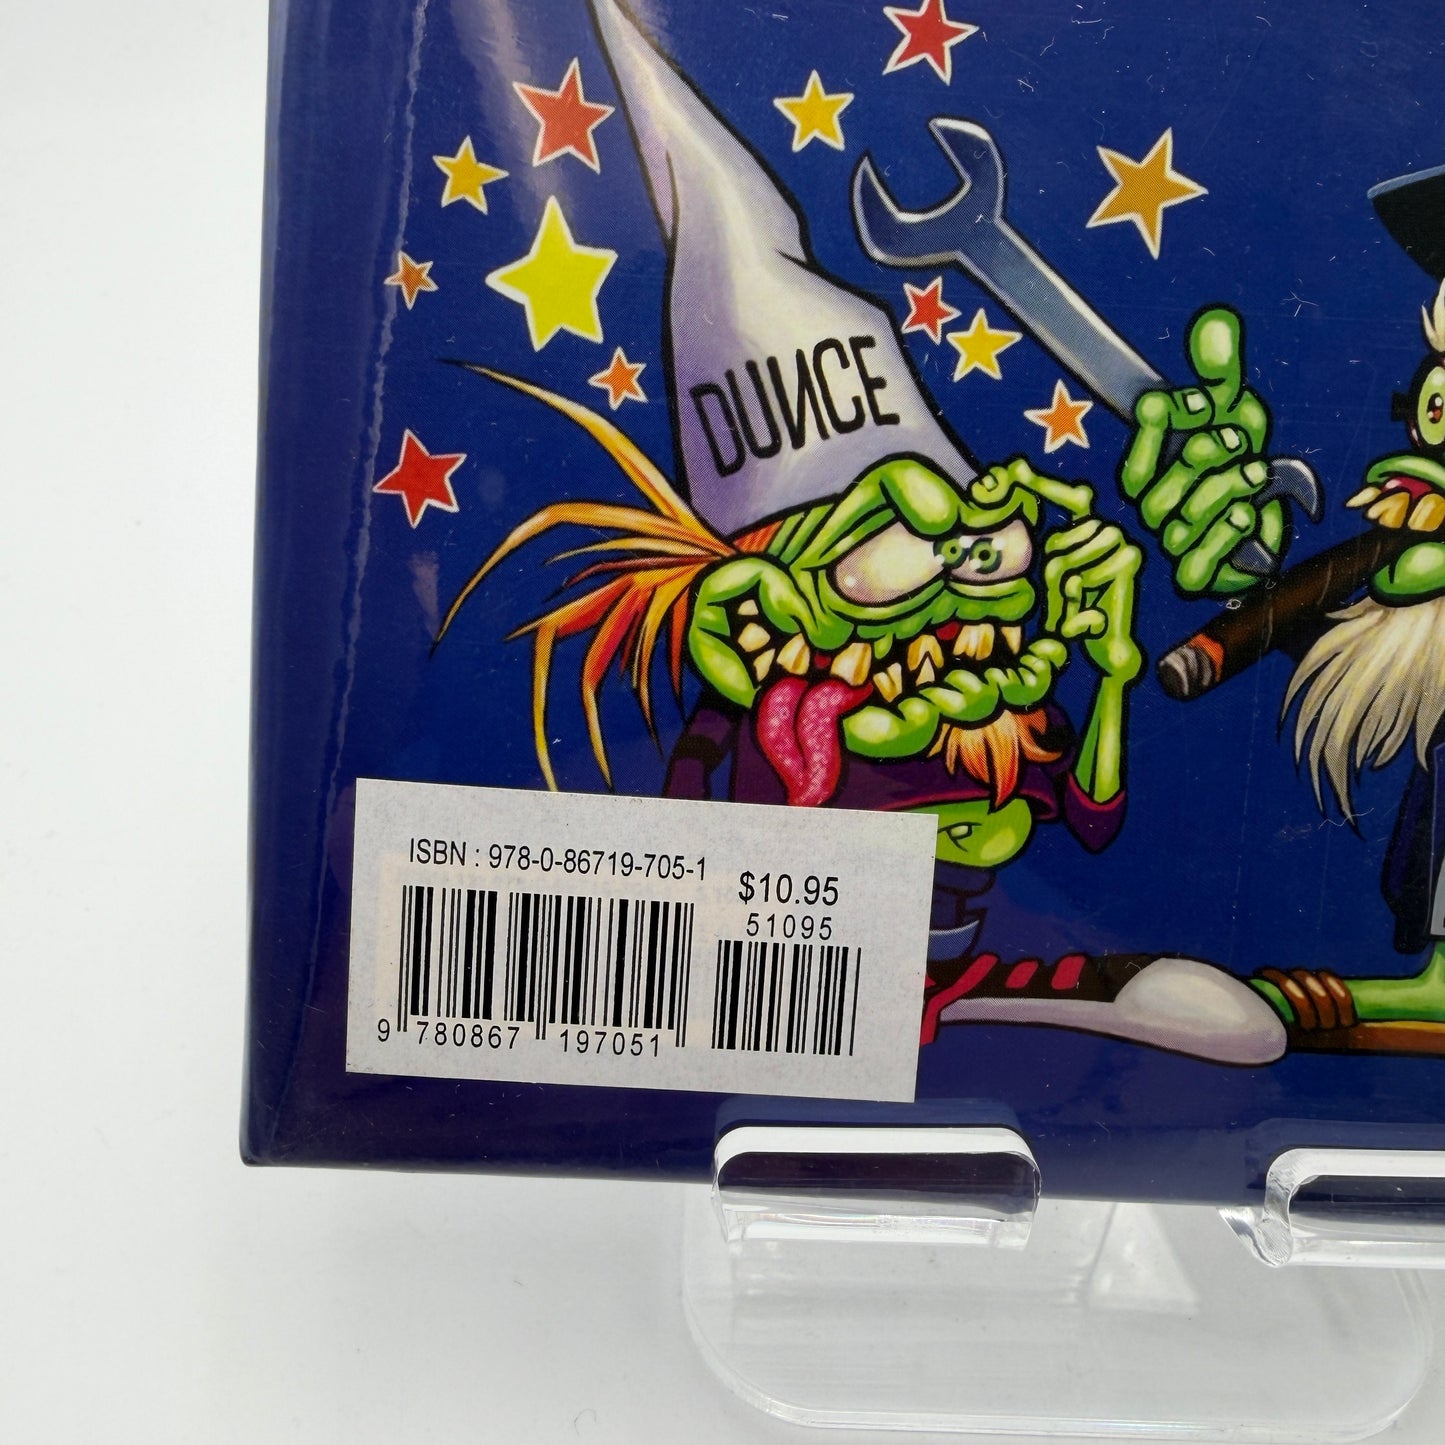 DUNCE
ISBN : 978-0-86719-705-1
$10.95
51095
9 780867 197051